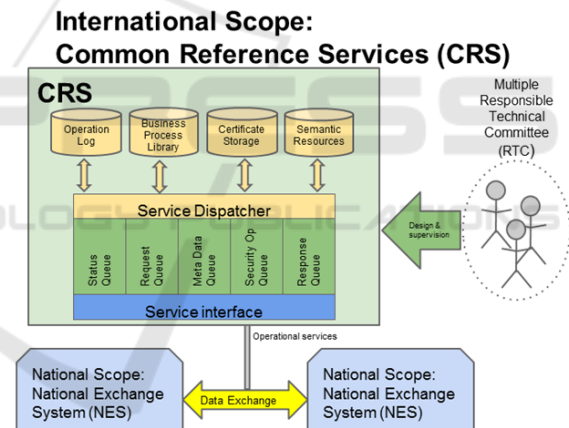 International Scope:
Common Reference Services (CRS)
CRS
Operation
Log
Business
Process
Library
Certificate
Storage
Semantic
Resources
Multiple
Responsible
Technical
Committee
(RTC)
Service Dispatcher
Status
Queue
Request
Queue
Meta Data
Queue
Security Op
Queue
Response
Queue
Design &
supervision
Service interface
Operational services
National Scope:
National Exchange
System (NES)
Data Exchange
National Scope:
National Exchange
System (NES)